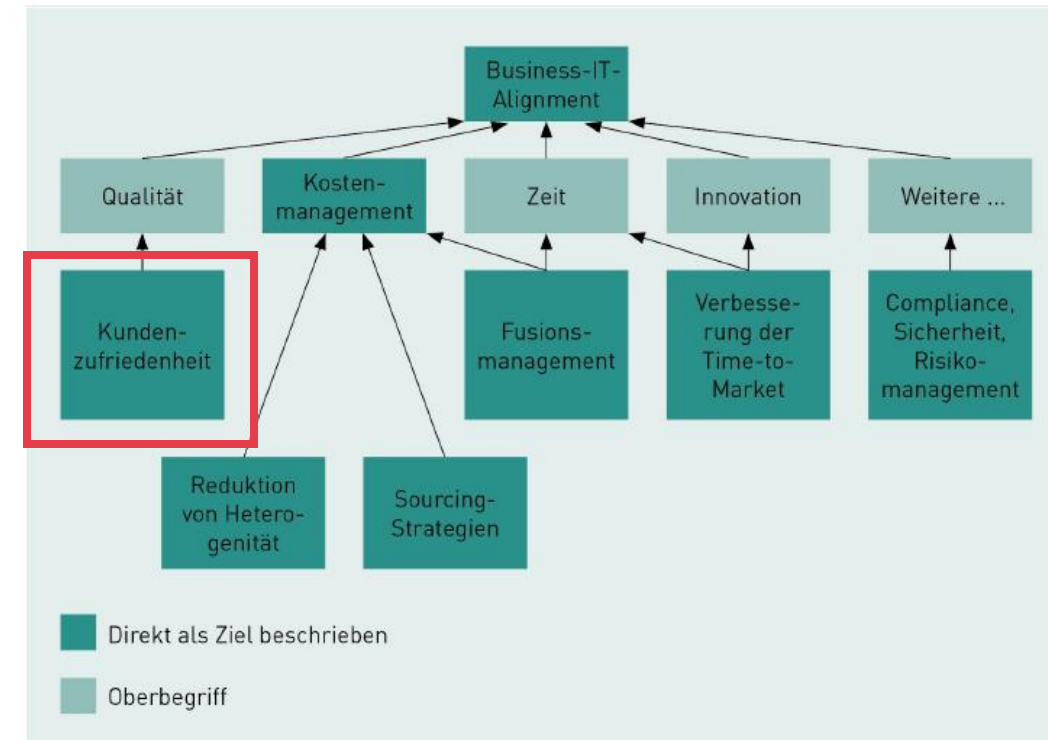 Business-IT-
Alignment
Qualität
Kosten-
management
Zeit
Innovation
Weitere ...
Kunden-
zufriedenheit
Fusions-
management
Verbesse-
rung der
Time-to-
Market
Compliance,
Sicherheit,
Risiko-
management
Reduktion
von Hetero-
genität
Sourcing-
Strategien
Direkt als Ziel beschrieben
Oberbegriff